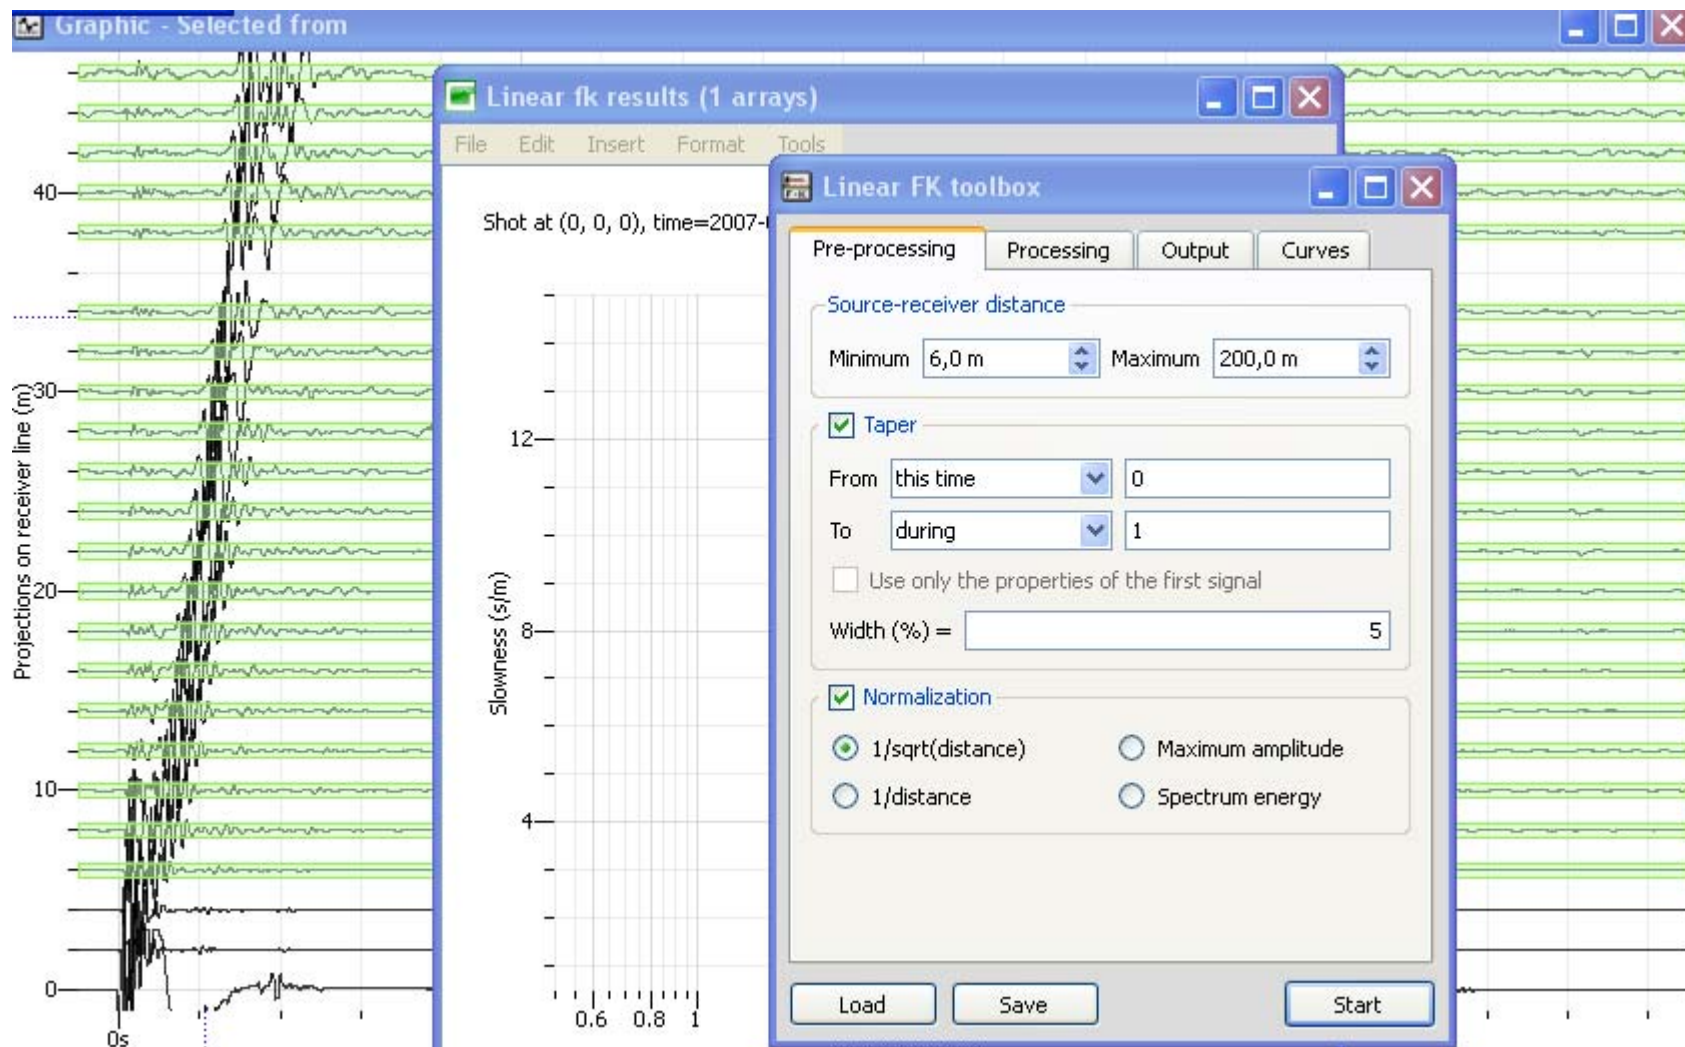 Graphic - Selected from
Linear fk results (1 arrays)
File Edit Insert Format Tools
Linear FK toolbox
Shot at (0, 0, 0), time=2007-
Pre-processing Processing Output Curves
Source-receiver distance
Minimum 6,0 m Maximum 200,0 m
Taper
From this time 0
To during 1
Use only the properties of the first signal
Width (%) = 5
Normalization
1/sqrt(distance) Maximum amplitude
1/distance Spectrum energy
Load Save Start
Projections on receiver line (m)
40
30
20
10
0
0s
Slowness (s/m)
12
8
4
0.6 0.8 1